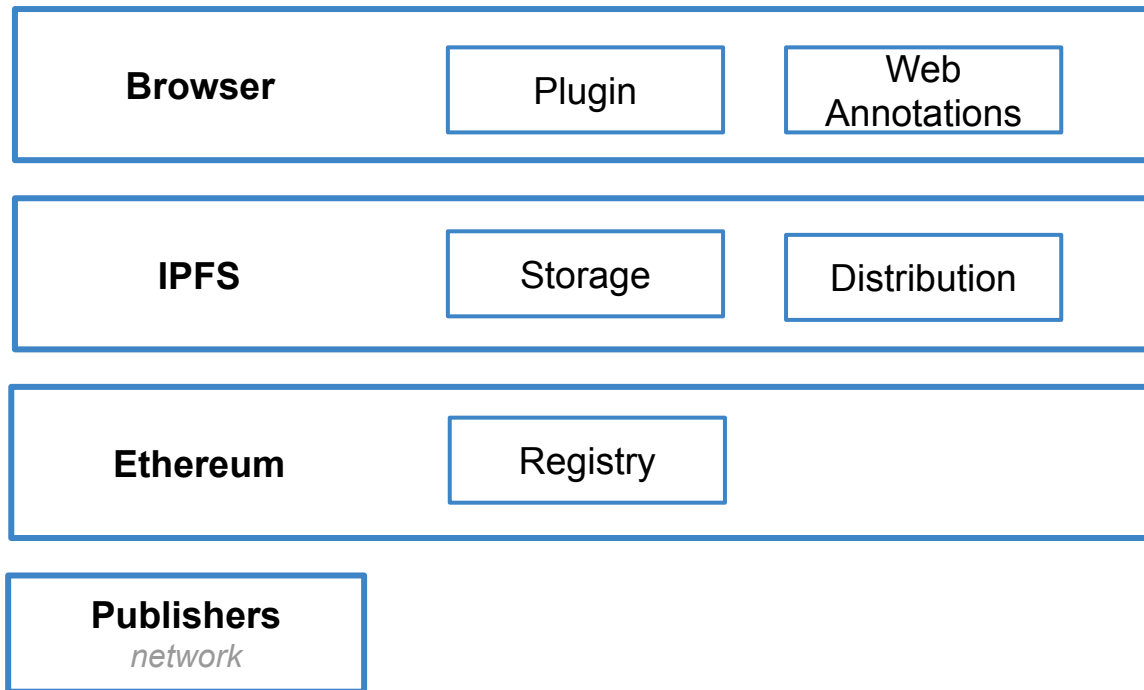 Browser
Plugin
Web
Annotations
IPFS
Storage
Distribution
Ethereum
Registry
Publishers
network